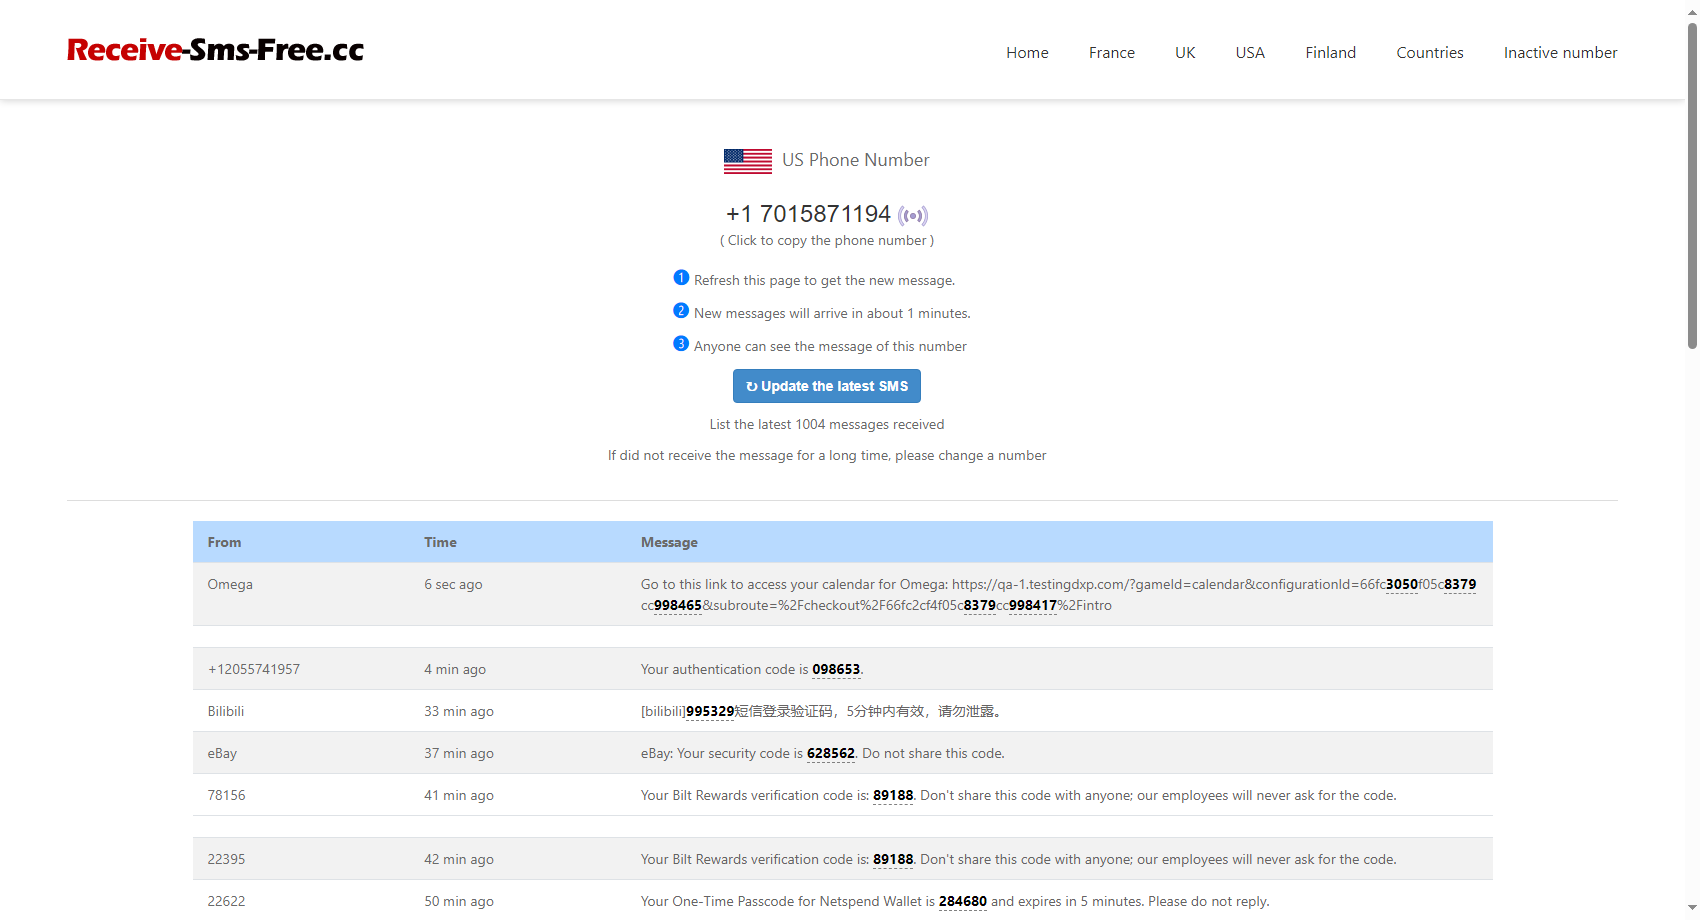 Receive-Sms-Free.cc
Home France UK USA Finland Countries Inactive number
US Phone Number
+1 7015871194
( Click to copy the phone number )
1 Refresh this page to get the new message.
2 New messages will arrive in about 1 minutes.
3 Anyone can see the message of this number
↻ Update the latest SMS
List the latest 1004 messages received
If did not receive the message for a long time, please change a number
From Time Message
Omega 6 sec ago Go to this link to access your calendar for Omega: https://qa-1.testingdxp.com/?gameId=calendar&configurationId=66fc3050f05c8379
cc998465&subroute=%2Fcheckout%2F66fc2cf4f05c8379cc998417%2Fintro
+12055741957 4 min ago Your authentication code is 098653.
Bilibili 33 min ago [bilibili]995329短信登录验证码，5分钟内有效，请勿泄露。
eBay 37 min ago eBay: Your security code is 628562. Do not share this code.
78156 41 min ago Your Bilt Rewards verification code is: 89188. Don't share this code with anyone; our employees will never ask for the code.
22395 42 min ago Your Bilt Rewards verification code is: 89188. Don't share this code with anyone; our employees will never ask for the code.
22622 50 min ago Your One-Time Passcode for Netspend Wallet is 284680 and expires in 5 minutes. Please do not reply.